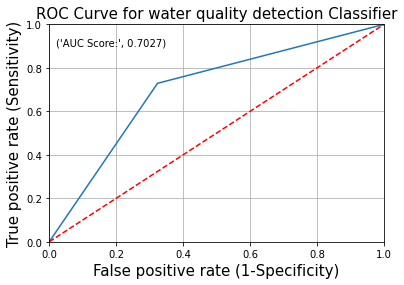 ROC Curve for water quality detection Classifier
('AUC Score:', 0.7027)
True positive rate (Sensitivity)
1.0
0.8
0.6
0.4
0.2
0.0
0.0 0.2 0.4 0.6 0.8 1.0
False positive rate (1-Specificity)